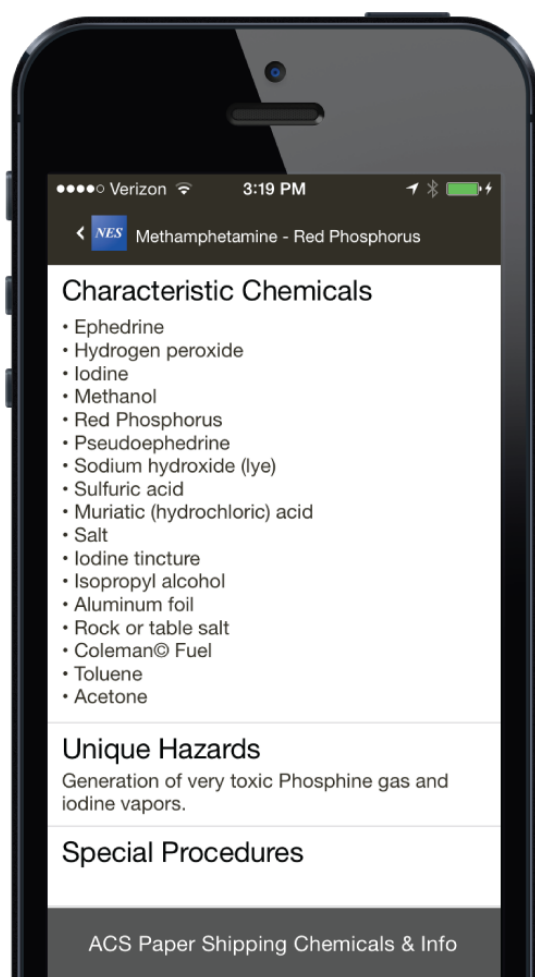 ●●●●○ Verizon 3:19 PM
< NES Methamphetamine - Red Phosphorus
Characteristic Chemicals
• Ephedrine
• Hydrogen peroxide
• Iodine
• Methanol
• Red Phosphorus
• Pseudoephedrine
• Sodium hydroxide (lye)
• Sulfuric acid
• Muriatic (hydrochloric) acid
• Salt
• Iodine tincture
• Isopropyl alcohol
• Aluminum foil
• Rock or table salt
• Coleman© Fuel
• Toluene
• Acetone
Unique Hazards
Generation of very toxic Phosphine gas and
iodine vapors.
Special Procedures
ACS Paper Shipping Chemicals & Info